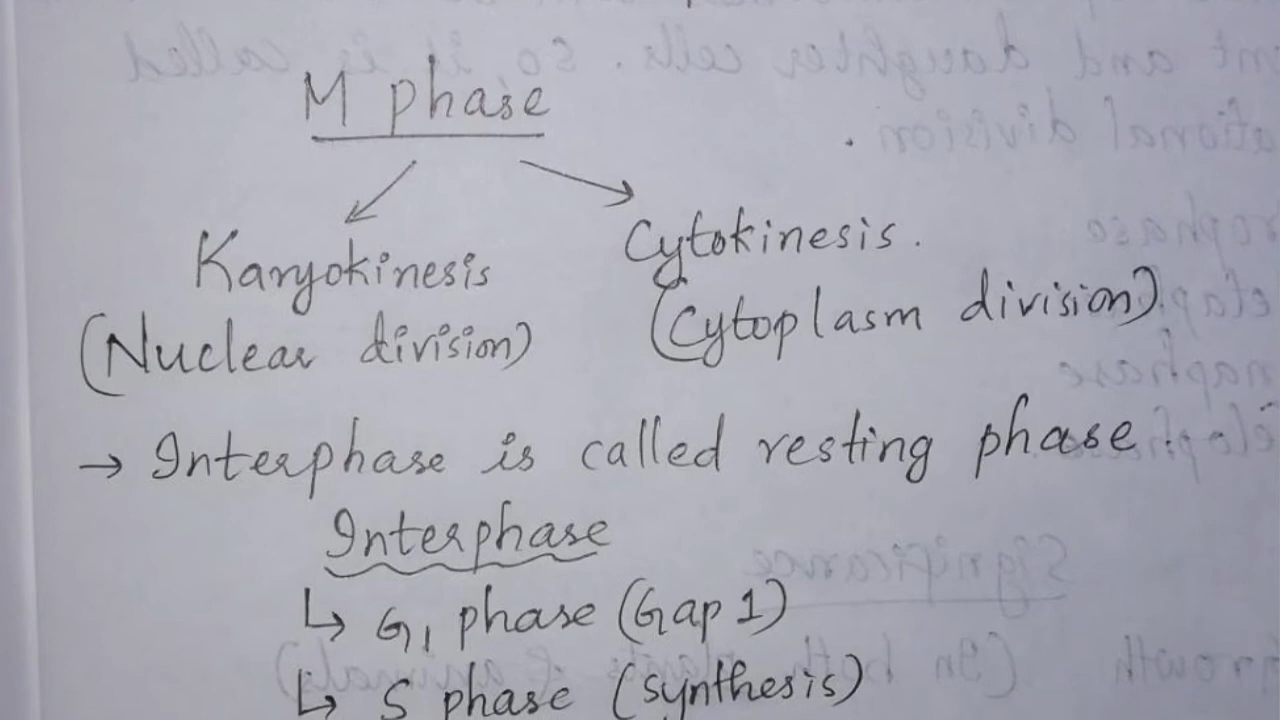 M phase
Karyokinesis
Cytokinesis.
(Nuclear division)
(Cytoplasm division)
→ Interphase is called resting phase.
Interphase
↳ G₁ phase (Gap 1)
↳ S phase (synthesis)